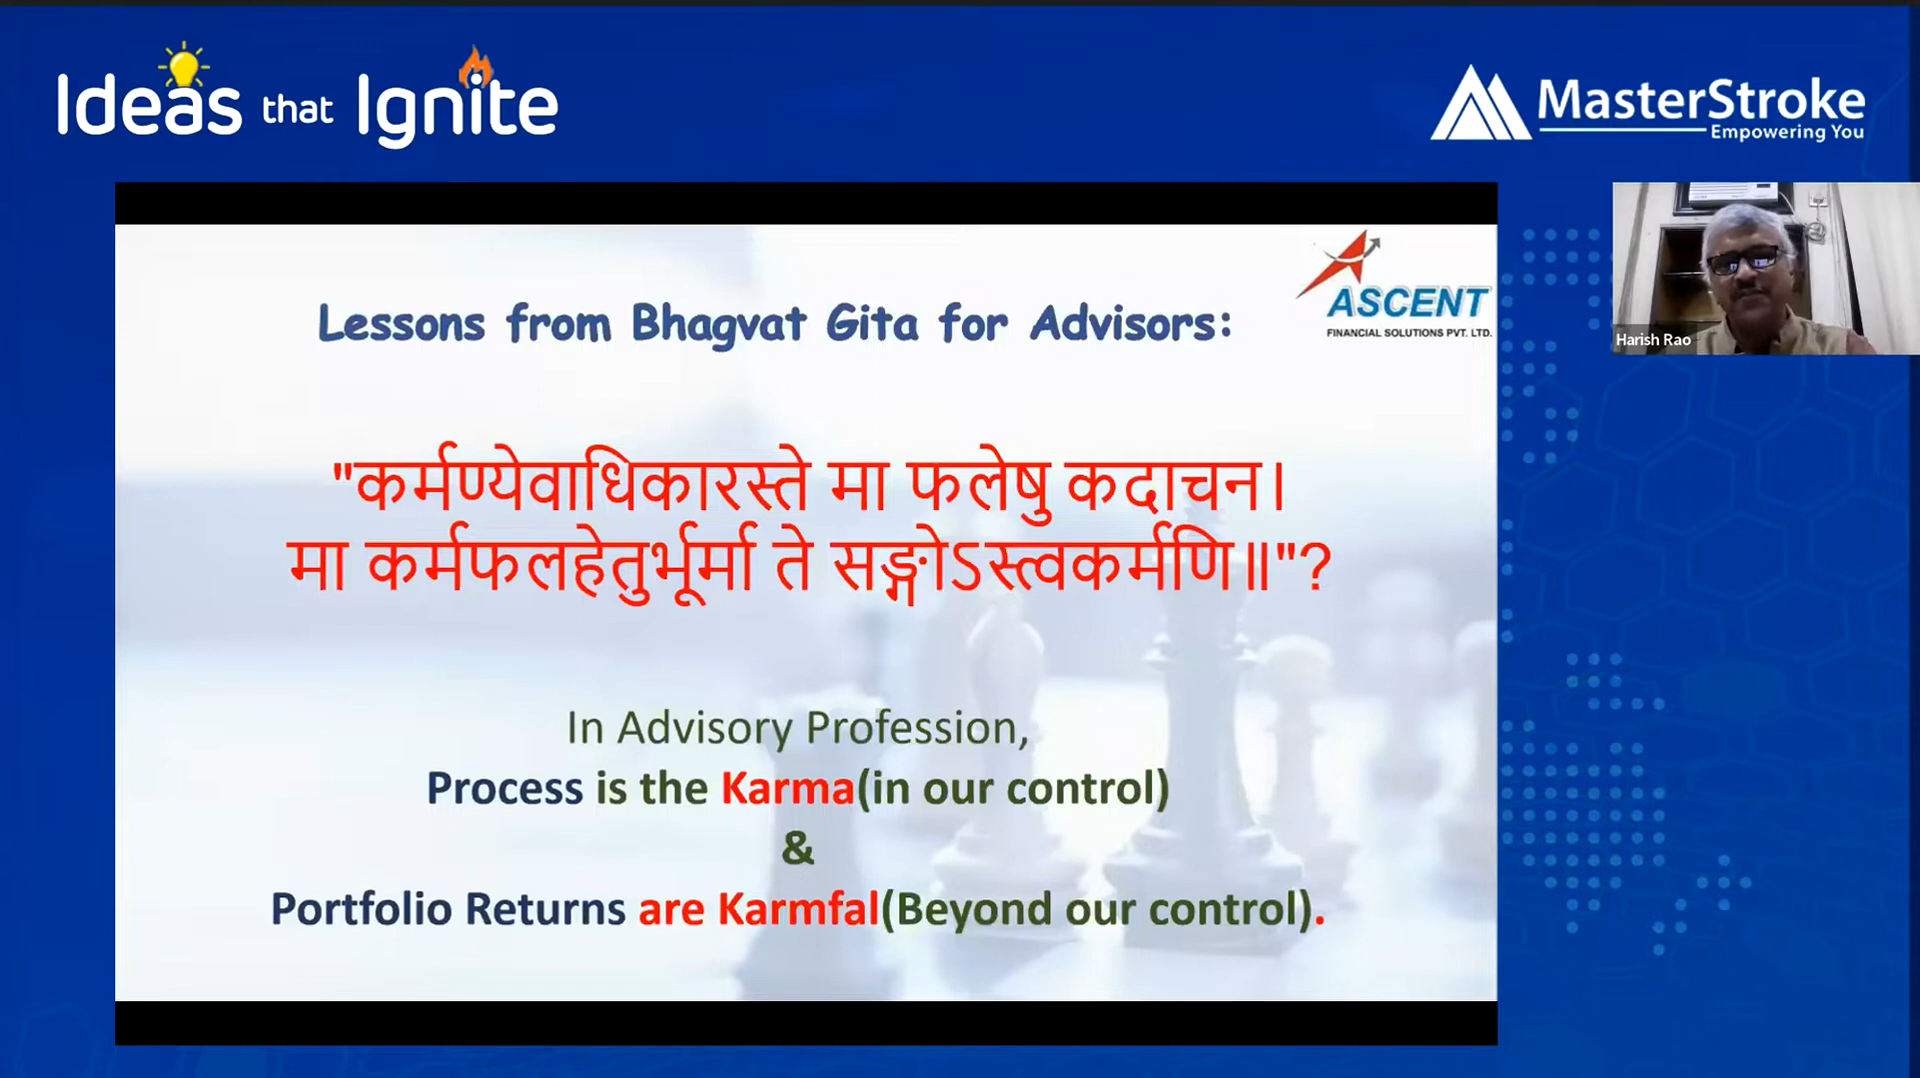 Ideas that Ignite
MasterStroke
Empowering You
Harish Rao
ASCENT
FINANCIAL SOLUTIONS PVT. LTD.
Lessons from Bhagvat Gita for Advisors:
"कर्मण्येवाधिकारस्ते मा फलेषु कदाचन।
मा कर्मफलहेतुर्भूर्मा ते सङ्गोऽस्त्वकर्मणि॥"?
In Advisory Profession,
Process is the Karma(in our control)
&
Portfolio Returns are Karmfal(Beyond our control).